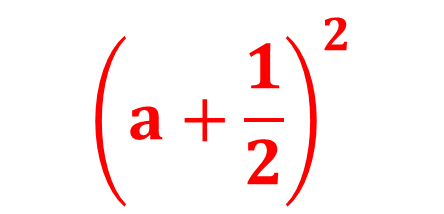 (a + 1/2)²